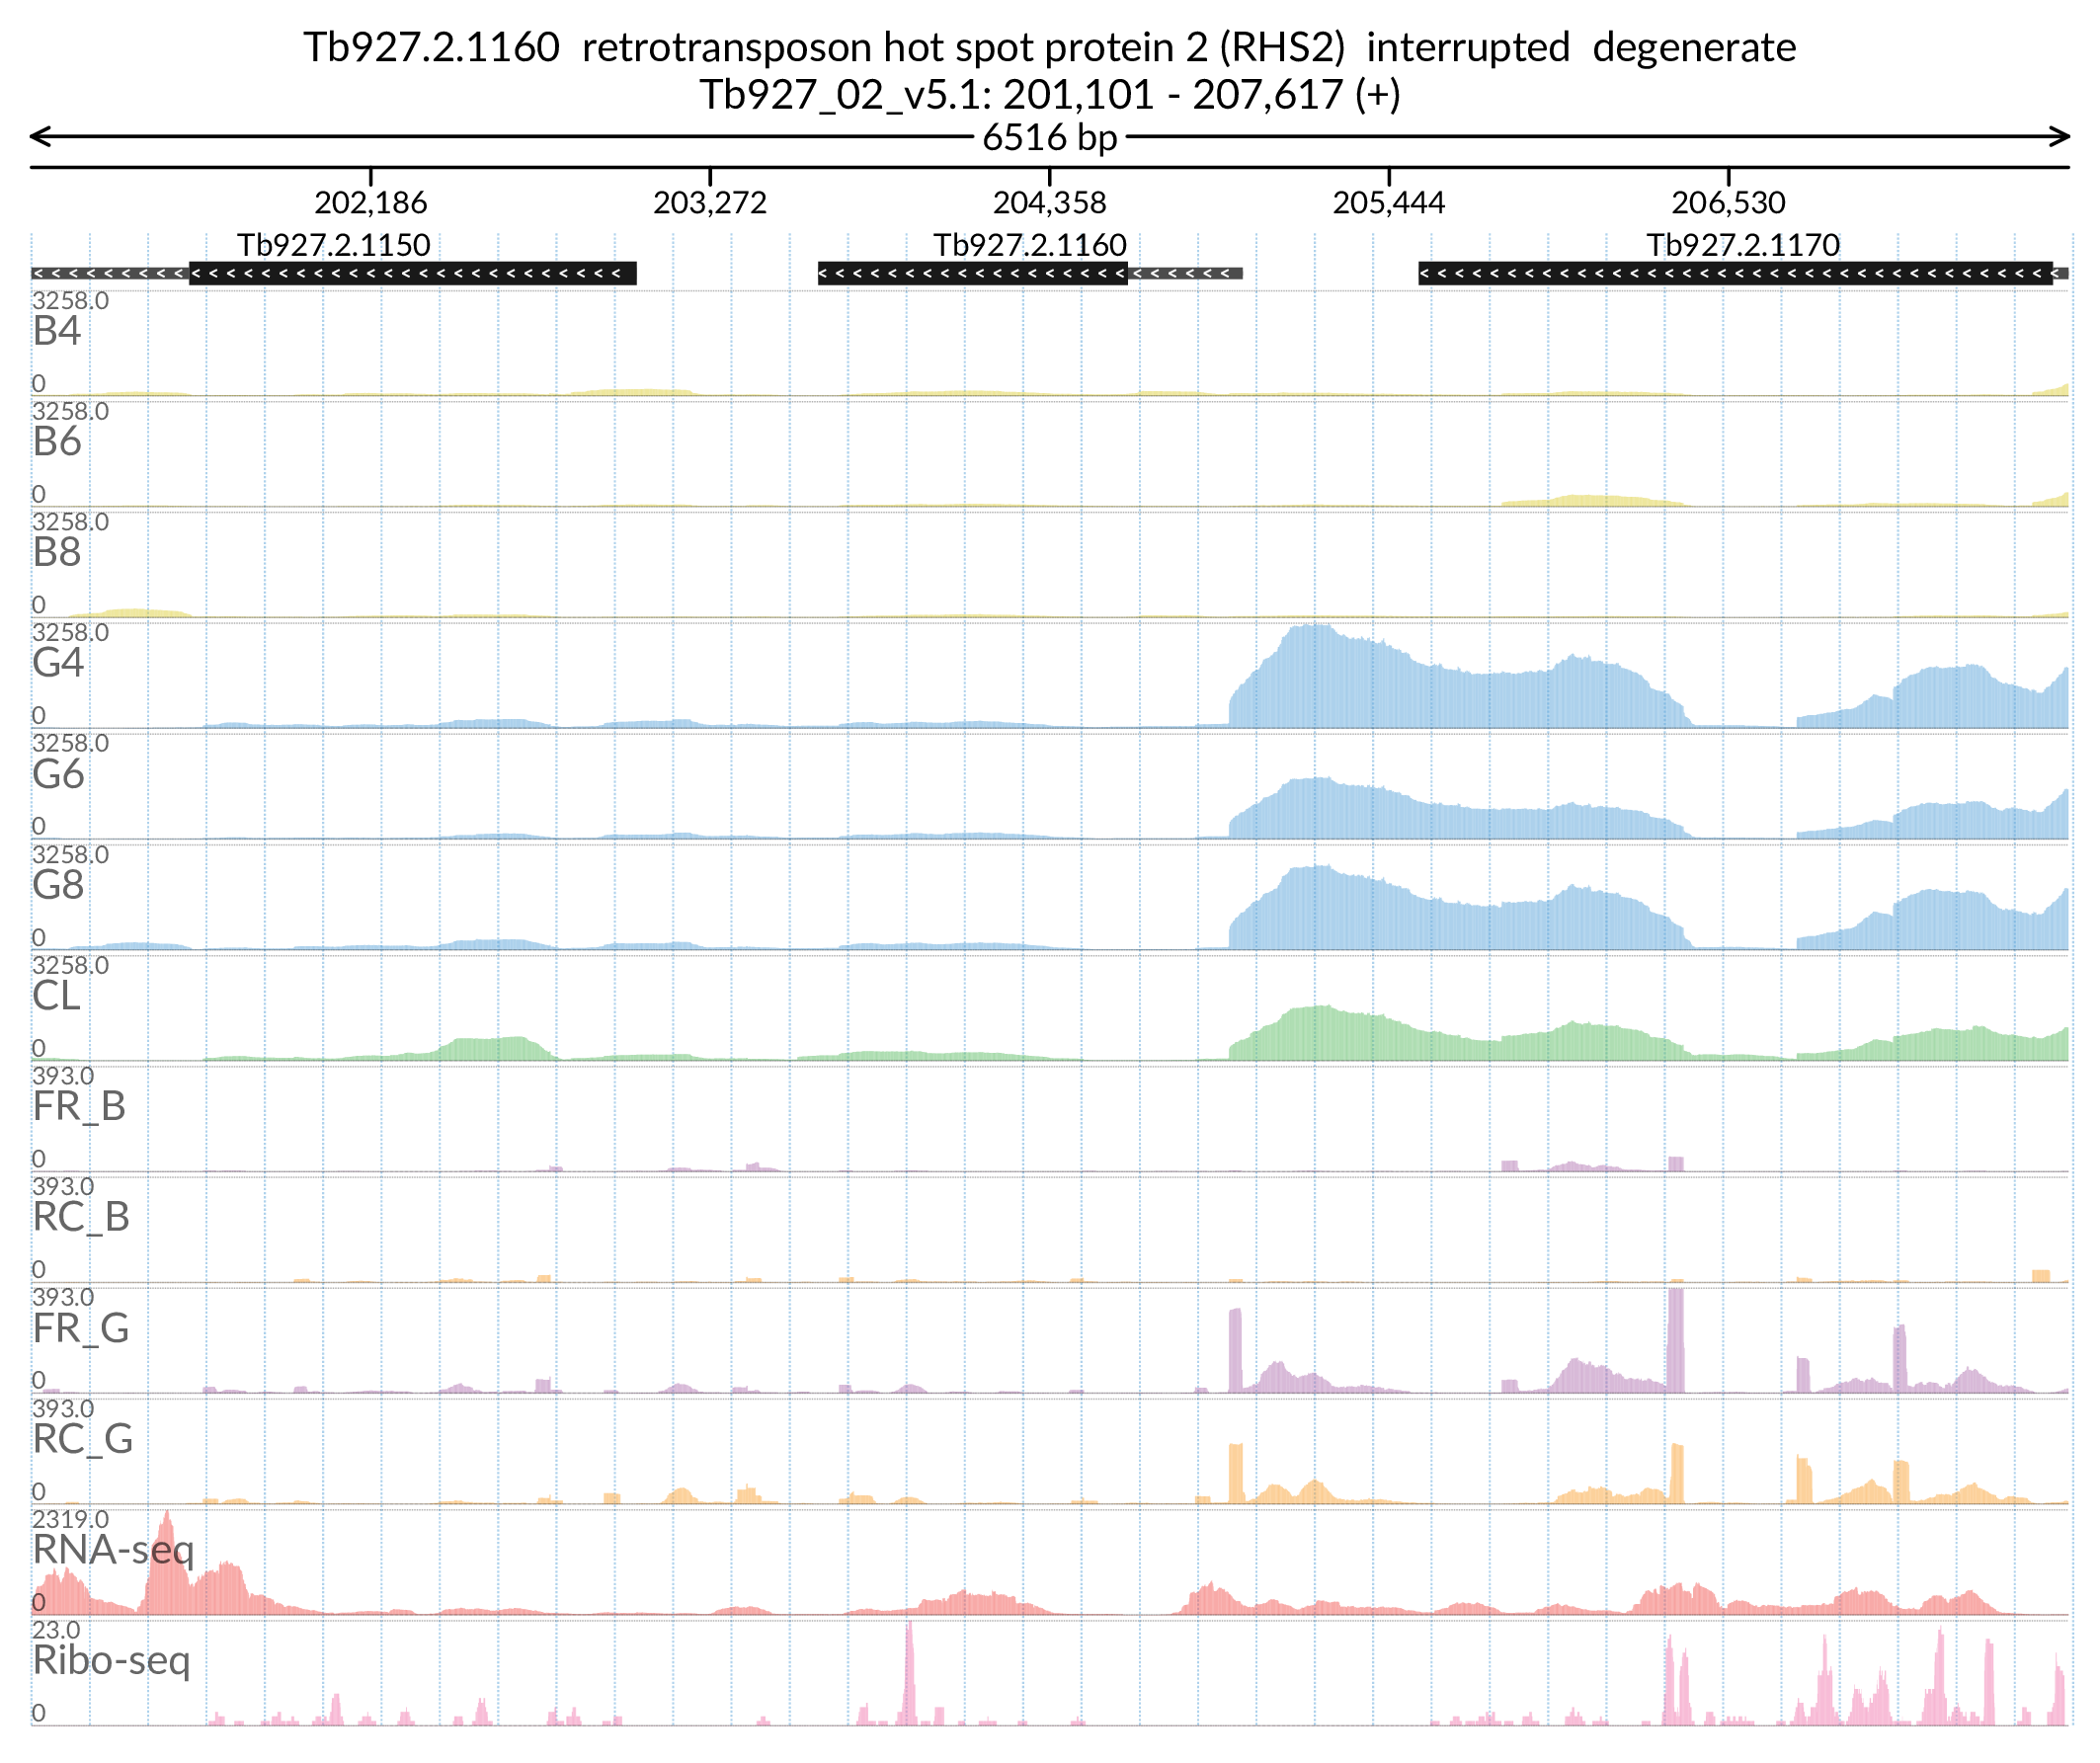 Tb927.2.1160 retrotransposon hot spot protein 2 (RHS2) interrupted degenerate
Tb927_02_v5.1: 201,101 - 207,617 (+)
6516 bp
202,186 203,272 204,358 205,444 206,530
Tb927.2.1150 Tb927.2.1160 Tb927.2.1170
3258.0
B4
0
3258.0
B6
0
3258.0
B8
0
3258.0
G4
0
3258.0
G6
0
3258.0
G8
0
3258.0
CL
0
393.0
FR_B
0
393.0
RC_B
0
393.0
FR_G
0
393.0
RC_G
0
2319.0
RNA-seq
0
23.0
Ribo-seq
0